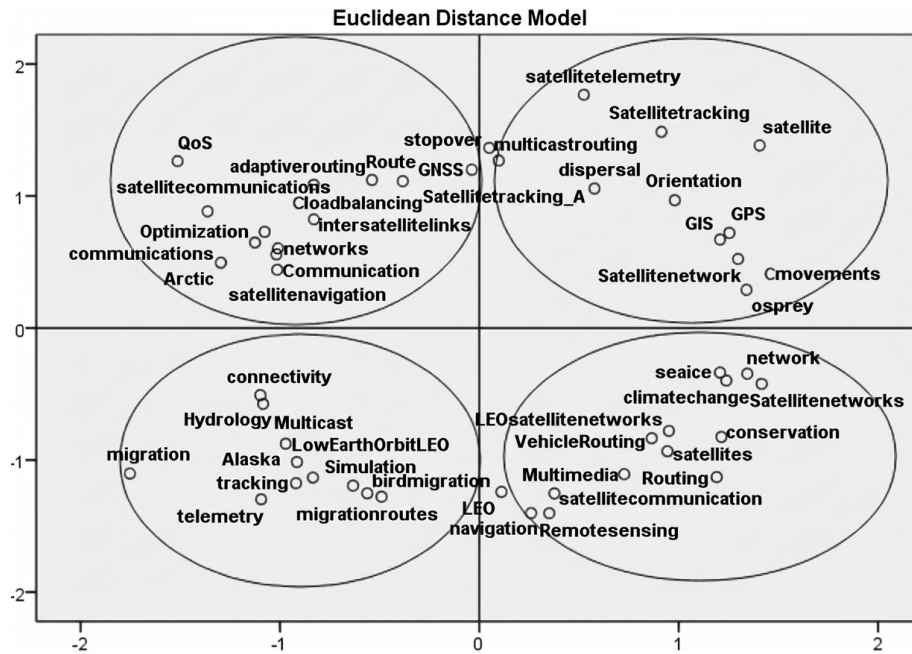 Euclidean Distance Model
2
satellitetelemetry
Satellitetracking
satellite
stopover
multicastrouting
QoS
adaptiverouting
Route
GNSS
dispersal
satellitecommunications
Orientation
1
loadbalancing
Satellitetracking_A
GPS
intersatellitelinks
GIS
Optimization
networks
communications
Communication
Satellitenetwork
movements
Arctic
satellitenavigation
osprey
0
network
connectivity
seaice
climatechange
Satellitenetworks
Hydrology
Multicast
LEOsatellitenetworks
conservation
LowEarthOrbitLEO
VehicleRouting
migration
Alaska
satellites
-1
Simulation
tracking
birdmigration
Multimedia
Routing
satellitecommunication
LEO
telemetry
migrationroutes
navigation
Remotesensing
-2
-2
-1
0
1
2